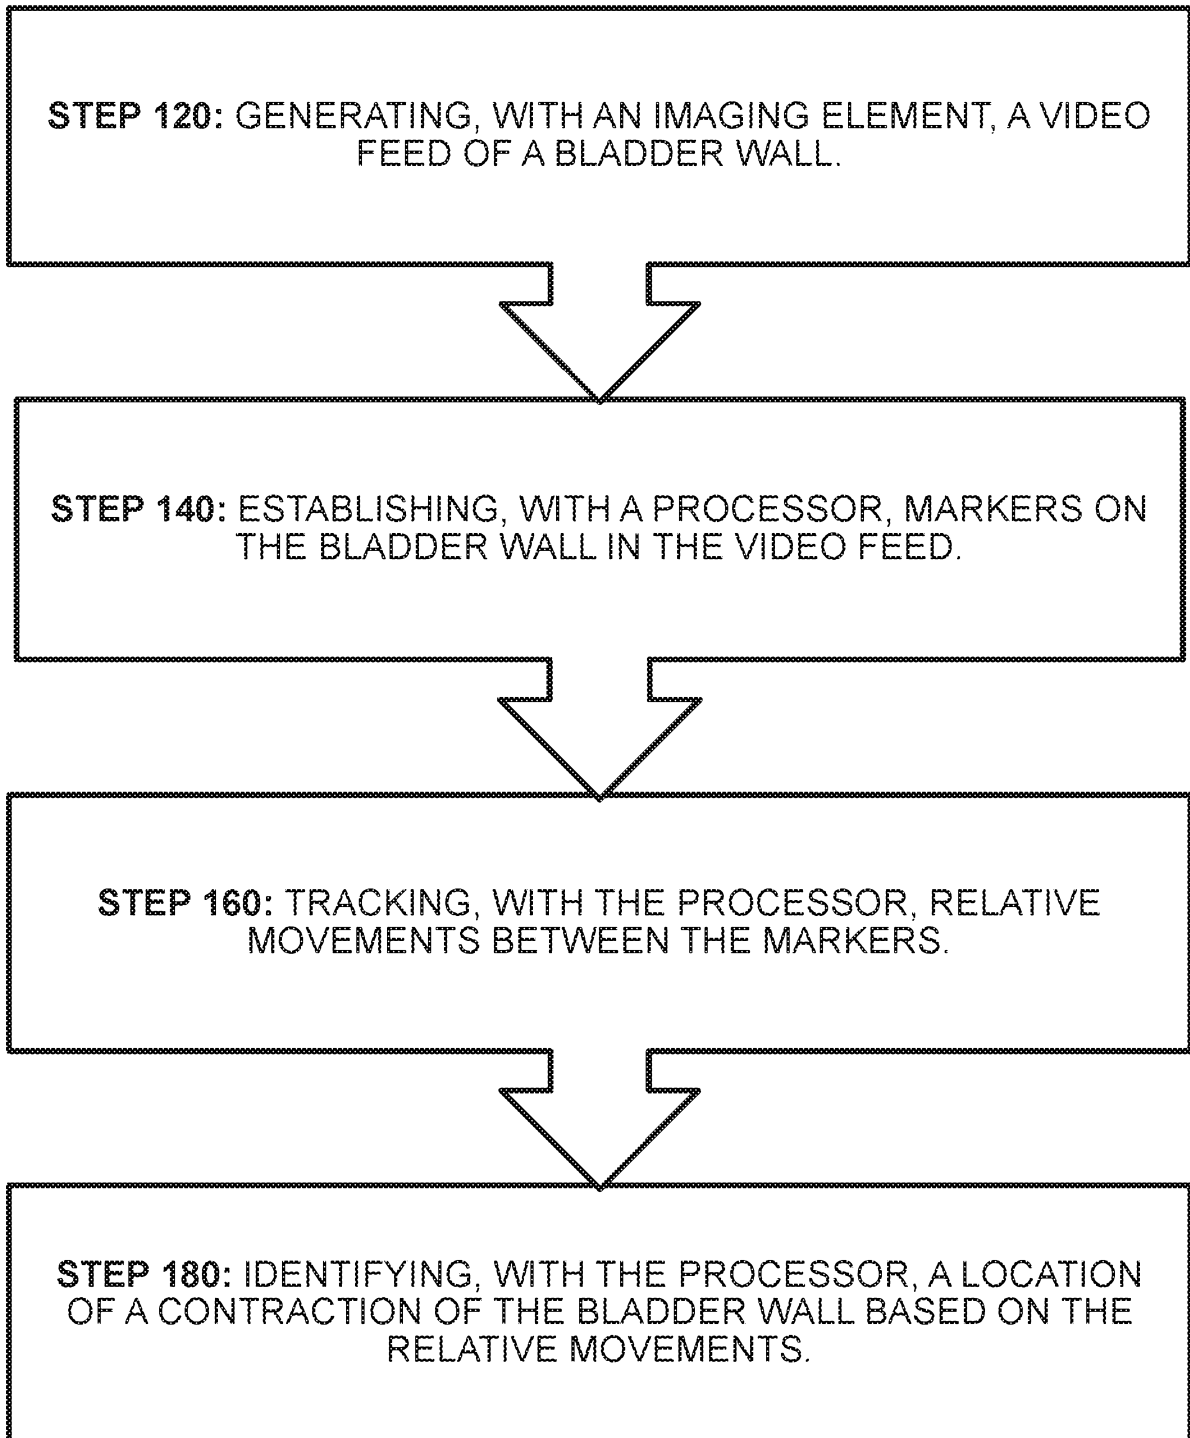 STEP 120: GENERATING, WITH AN IMAGING ELEMENT, A VIDEO
FEED OF A BLADDER WALL.
STEP 140: ESTABLISHING, WITH A PROCESSOR, MARKERS ON
THE BLADDER WALL IN THE VIDEO FEED.
STEP 160: TRACKING, WITH THE PROCESSOR, RELATIVE
MOVEMENTS BETWEEN THE MARKERS.
STEP 180: IDENTIFYING, WITH THE PROCESSOR, A LOCATION
OF A CONTRACTION OF THE BLADDER WALL BASED ON THE
RELATIVE MOVEMENTS.